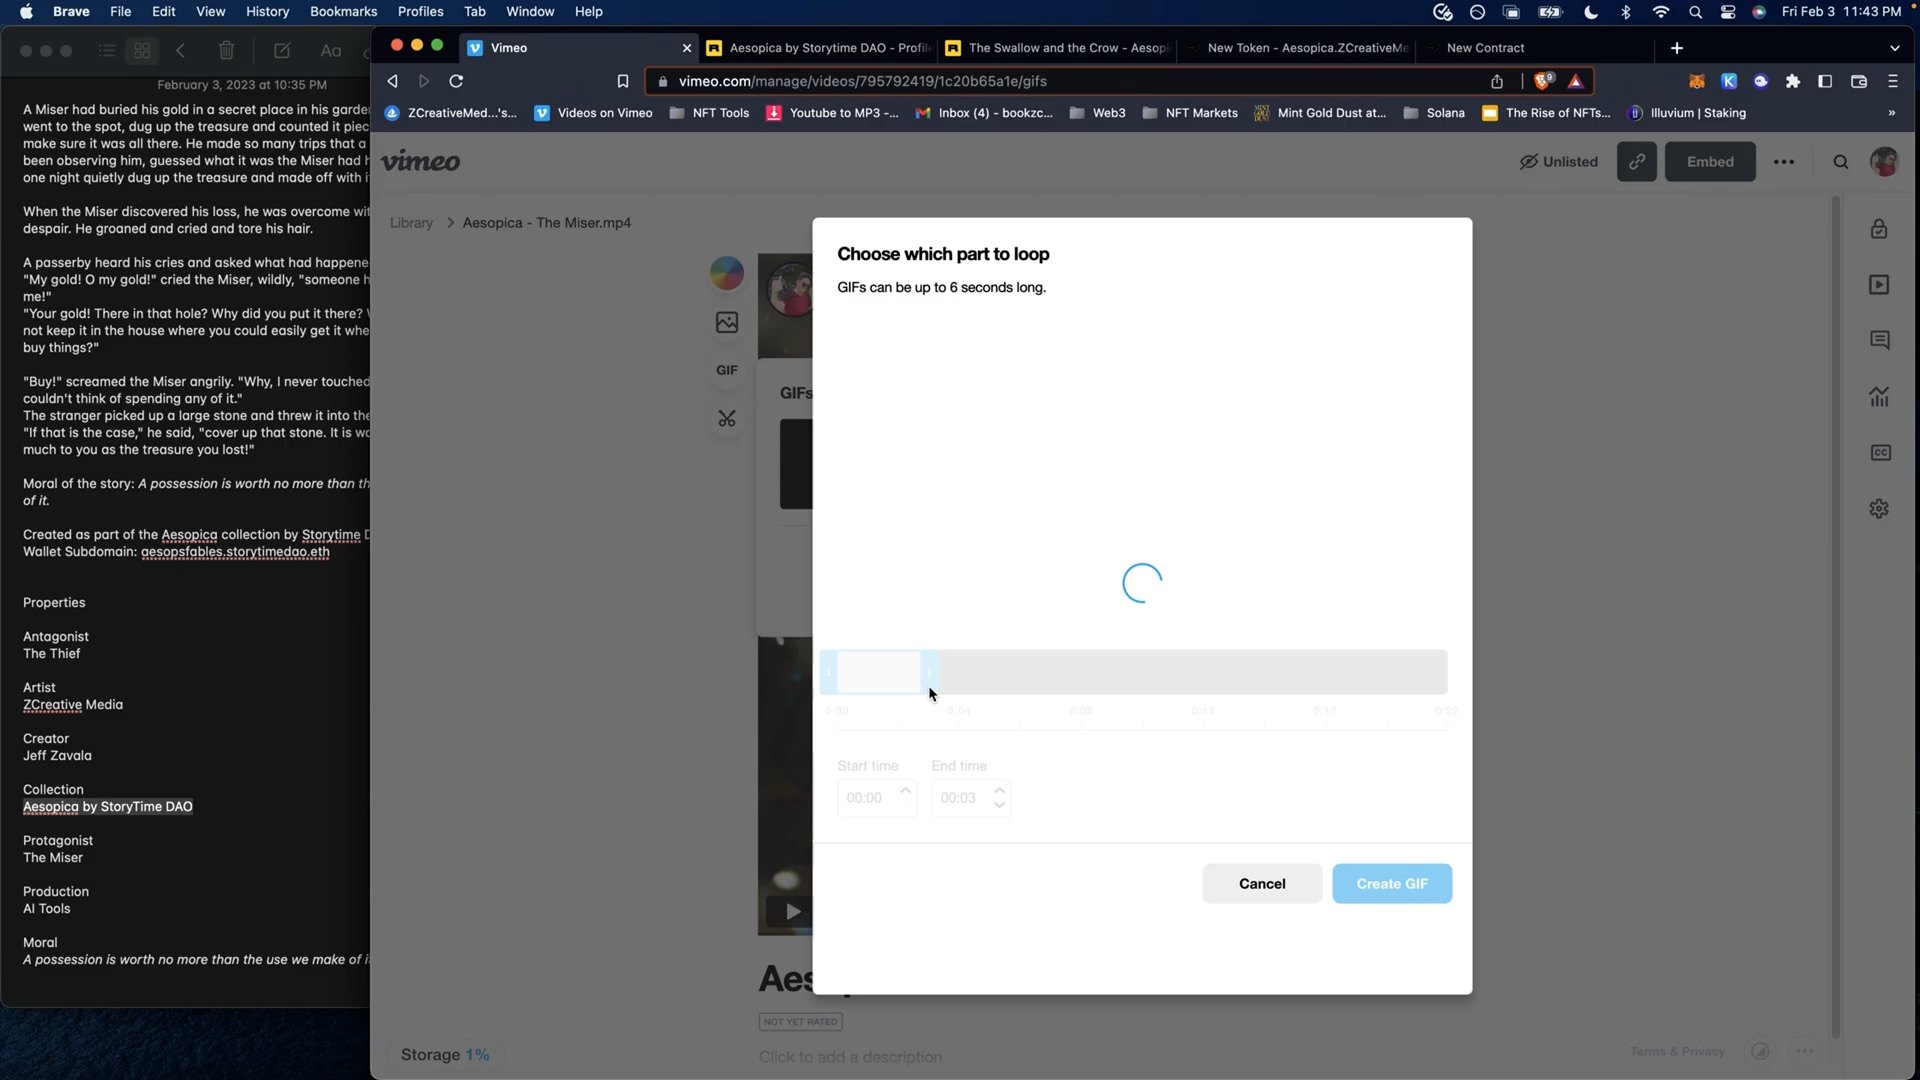 Brave File Edit View History Bookmarks Profiles Tab Window Help
Fri Feb 3 11:43 PM
Aa
Vimeo
Aesopica by Storytime DAO - Profil
The Swallow and the Crow - Aesopi
New Token - Aesopica.ZCreativeMe
New Contract
vimeo.com/manage/videos/795792419/1c20b65a1e/gifs
9
ZCreativeMed...'s...
Videos on Vimeo
NFT Tools
Youtube to MP3 -...
Inbox (4) - bookzc...
Web3
NFT Markets
Mint Gold Dust at...
Solana
The Rise of NFTs...
Illuvium | Staking
»
February 3, 2023 at 10:35 PM
A Miser had buried his gold in a secret place in his garde
went to the spot, dug up the treasure and counted it piec
make sure it was all there. He made so many trips that a
been observing him, guessed what it was the Miser had h
one night quietly dug up the treasure and made off with i
When the Miser discovered his loss, he was overcome wi
despair. He groaned and cried and tore his hair.
A passerby heard his cries and asked what had happene
"My gold! O my gold!" cried the Miser, wildly, "someone h
me!"
"Your gold! There in that hole? Why did you put it there?
not keep it in the house where you could easily get it whe
buy things?"
"Buy!" screamed the Miser angrily. "Why, I never touched
couldn't think of spending any of it."
The stranger picked up a large stone and threw it into the
"If that is the case," he said, "cover up that stone. It is wo
much to you as the treasure you lost!"
Moral of the story: A possession is worth no more than th
of it.
Created as part of the Aesopica collection by Storytime D
Wallet Subdomain: aesopsfables.storytimedao.eth
Properties
Antagonist
The Thief
Artist
ZCreative Media
Creator
Jeff Zavala
Collection
Aesopica by StoryTime DAO
Protagonist
The Miser
Production
AI Tools
Moral
A possession is worth no more than the use we make of i
vimeo
Unlisted
Embed
Library > Aesopica - The Miser.mp4
GIF
GIFs
CC
Choose which part to loop
GIFs can be up to 6 seconds long.
0:00 0:04 0:08 0:13 0:17 0:22
Start time End time
00:00 00:03
Cancel
Create GIF
Aes
NOT YET RATED
Click to add a description
Storage 1%
Terms & Privacy